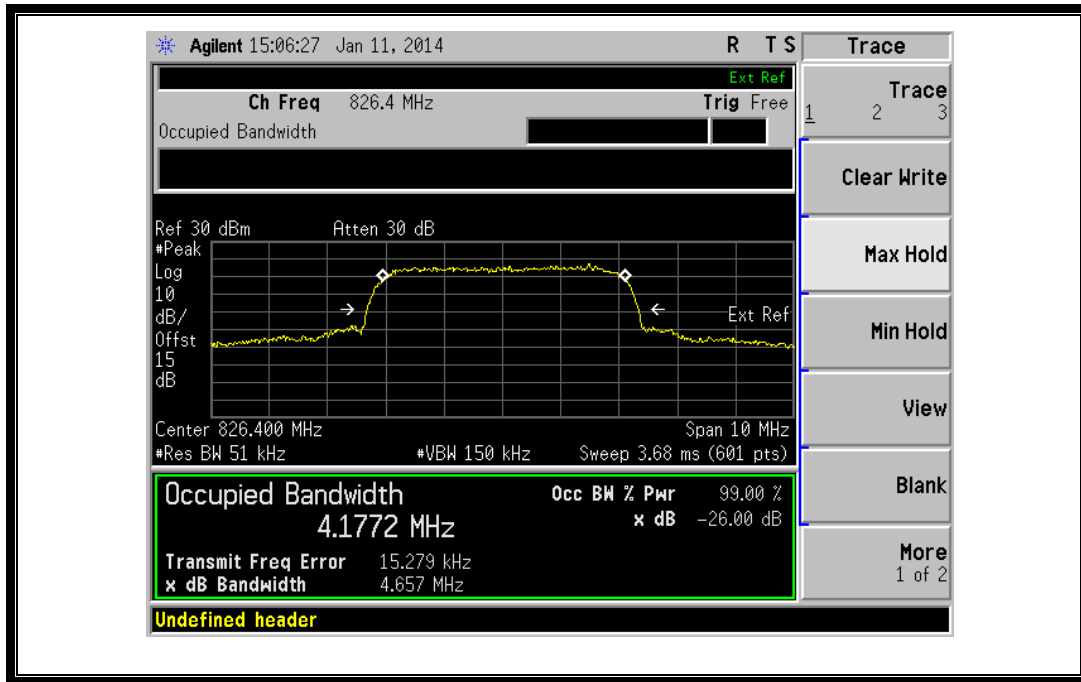 Agilent 15:06:27 Jan 11, 2014 R T S
Trace
Ext Ref
Ch Freq 826.4 MHz Trig Free
Occupied Bandwidth
Trace
1 2 3
Clear Write
Max Hold
Min Hold
View
Blank
More
1 of 2
Ref 30 dBm Atten 30 dB
#Peak
Log
10
dB/
Offst
15
dB
Ext Ref
Center 826.400 MHz Span 10 MHz
#Res BW 51 kHz #VBW 150 kHz Sweep 3.68 ms (601 pts)
Occupied Bandwidth Occ BW % Pwr 99.00 %
4.1772 MHz x dB -26.00 dB
Transmit Freq Error 15.279 kHz
x dB Bandwidth 4.657 MHz
Undefined header